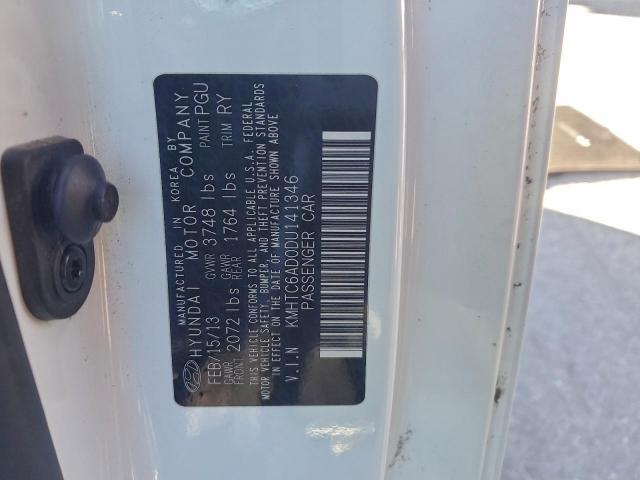 MANUFACTURED IN KOREA BY
HYUNDAI MOTOR COMPANY
FEB/15/13 GVWR 3748 lbs PAINT PGU
GAWR FRONT 2072 lbs GAWR REAR 1764 lbs TRIM RY
THIS VEHICLE CONFORMS TO ALL APPLICABLE U.S.A. FEDERAL
MOTOR VEHICLE SAFETY, BUMPER, AND THEFT PREVENTION STANDARDS
IN EFFECT ON THE DATE OF MANUFACTURE SHOWN ABOVE
V.I.N KMHTC6AD0DU141346
PASSENGER CAR